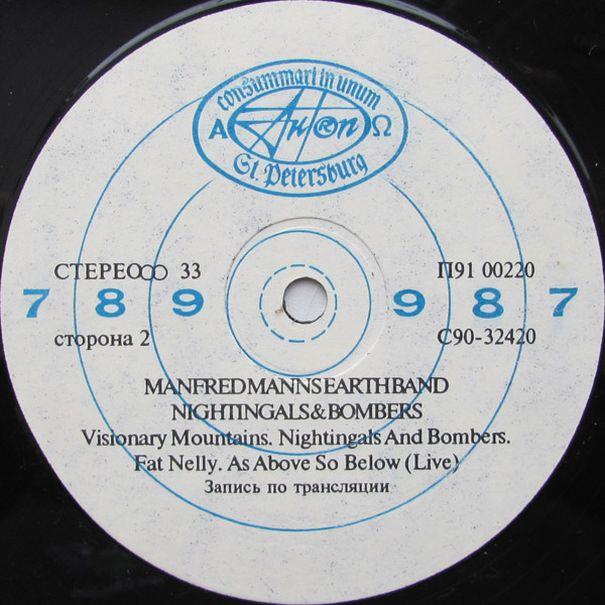 consummari in unum
Α AnTron Ω
St. Petersburg
СТЕРЕО 33
П91 00220
7 8 9 9 8 7
сторона 2
С90-32420
MANFRED MANNS EARTH BAND
NIGHTINGALS & BOMBERS
Visionary Mountains. Nightingals And Bombers.
Fat Nelly. As Above So Below (Live)
Запись по трансляции